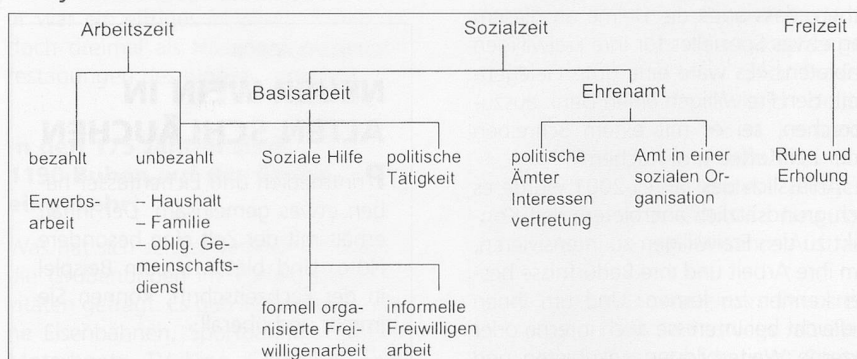 Arbeitszeit
Sozialzeit
Freizeit
Basisarbeit
Ehrenamt
bezahlt
unbezahlt
Soziale Hilfe
politische
Tätigkeit
politische
Ämter
Interessen
vertretung
Amt in einer
sozialen Or-
ganisation
Ruhe und
Erholung
Erwerbs-
arbeit
– Haushalt
– Familie
– oblig. Ge-
meinschafts-
dienst
formell orga-
nisierte Frei-
willigenarbeit
informelle
Freiwilligen
arbeit